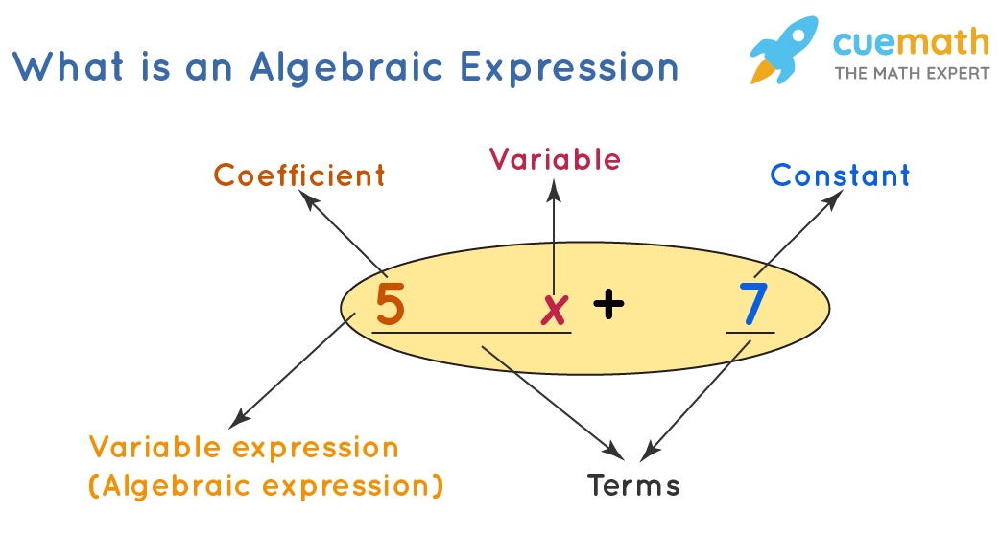 What is an Algebraic Expression
cuemath
THE MATH EXPERT
Coefficient
Variable
Constant
5 x + 7
Variable expression
(Algebraic expression)
Terms